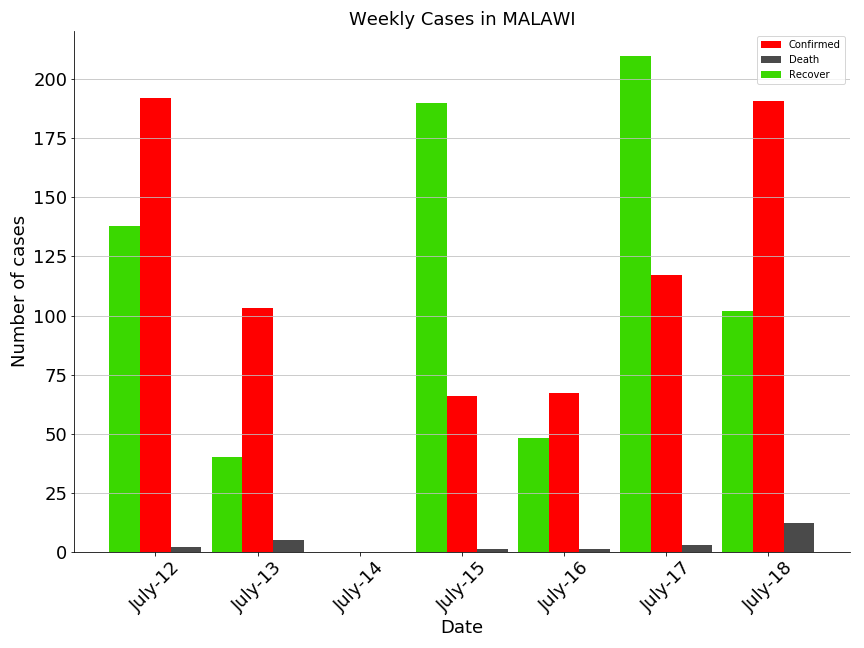 Weekly Cases in MALAWI
Confirmed
Death
Recover
Number of cases
200
175
150
125
100
75
50
25
0
July-12
July-13
July-14
July-15
July-16
July-17
July-18
Date